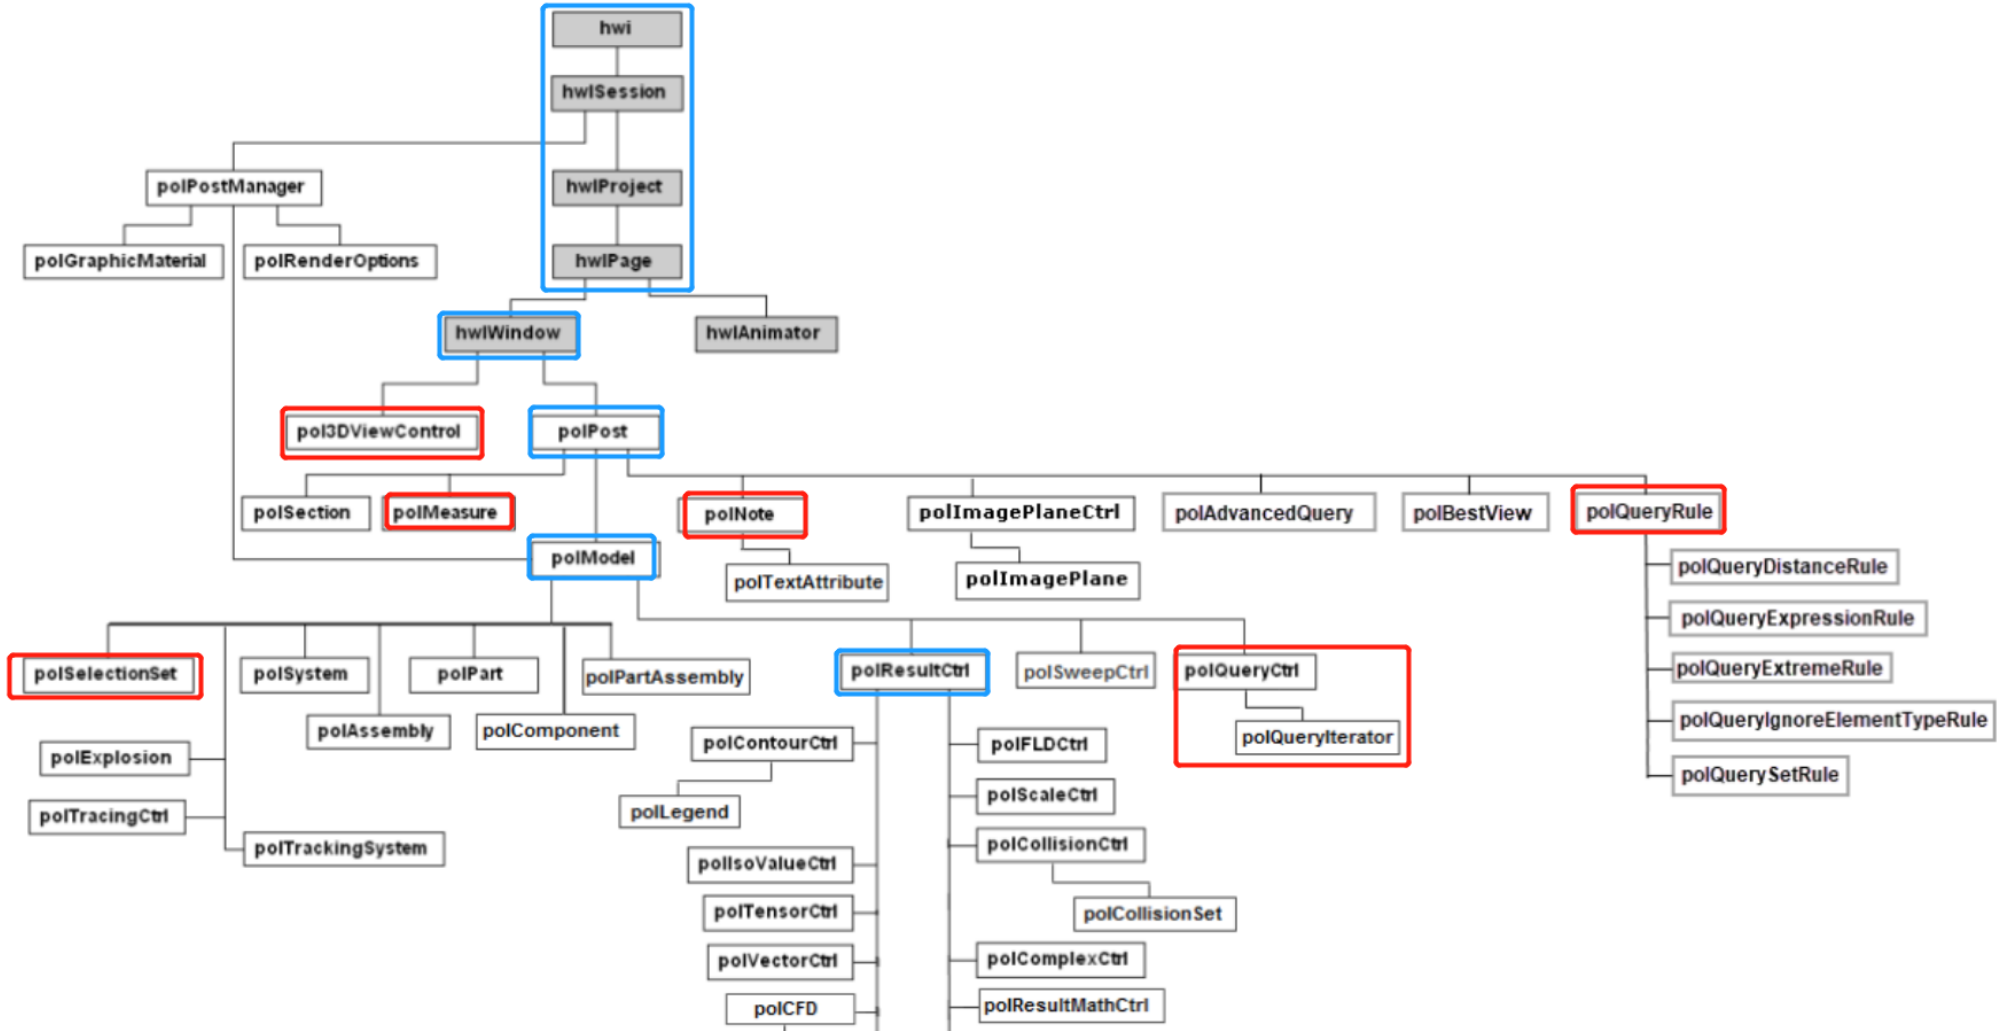 hwi
hwISession
polPostManager
hwIProject
polGraphicMaterial
polRenderOptions
hwIPage
hwIWindow
hwIAnimator
pol3DViewControl
polPost
polSection
polMeasure
polNote
polImagePlaneCtrl
polAdvancedQuery
polBestView
polQueryRule
polModel
polTextAttribute
polImagePlane
polQueryDistanceRule
polQueryExpressionRule
polSelectionSet
polSystem
polPart
polPartAssembly
polResultCtrl
polSweepCtrl
polQueryCtrl
polQueryExtremeRule
polAssembly
polComponent
polContourCtrl
polFLDCtrl
polQueryIterator
polQueryIgnoreElementTypeRule
polExplosion
polLegend
polScaleCtrl
polQuerySetRule
polTracingCtrl
polTrackingSystem
polCollisionCtrl
polIsoValueCtrl
polTensorCtrl
polCollisionSet
polVectorCtrl
polComplexCtrl
polCFD
polResultMathCtrl